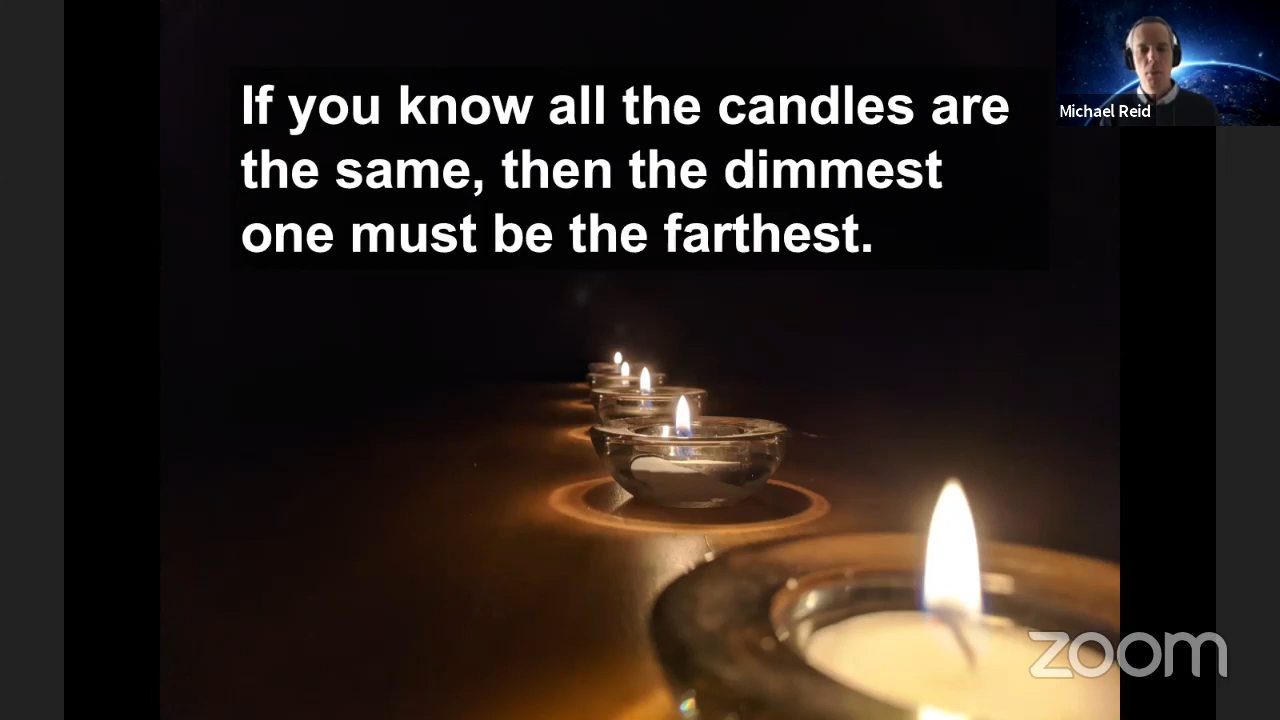 If you know all the candles are
the same, then the dimmest
one must be the farthest.
Michael Reid
zoom